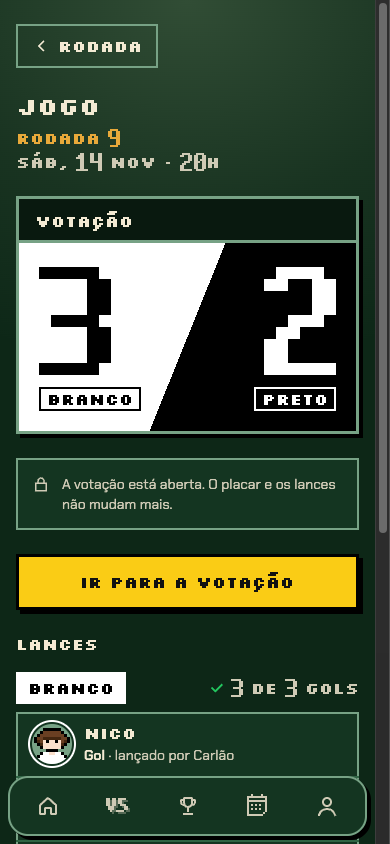 RODADA
JOGO
RODADA 9
SÁB, 14 NOV · 20H
VOTAÇÃO
3 2
BRANCO PRETO
A votação está aberta. O placar e os lances
não mudam mais.
IR PARA A VOTAÇÃO
LANCES
BRANCO 3 DE 3 GOLS
NICO
Gol · lançado por Carlão
VS